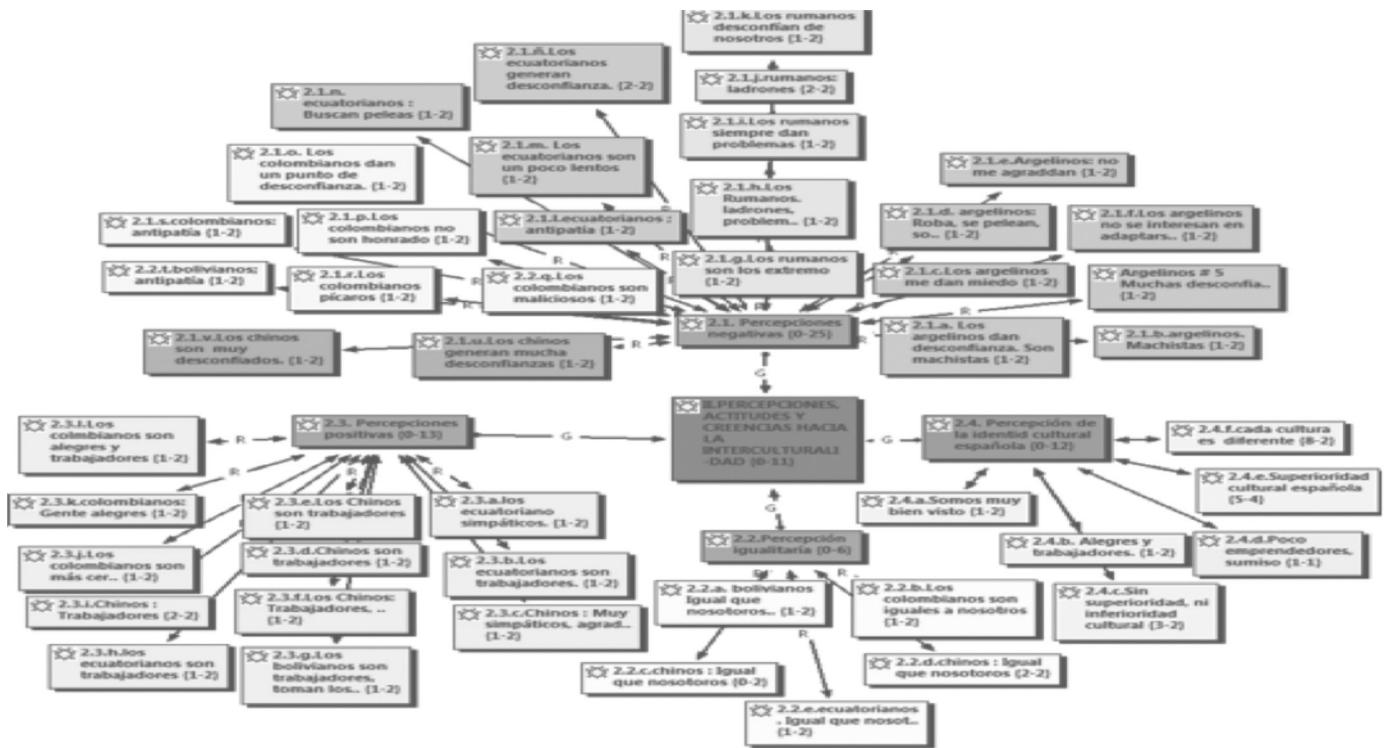 2.1.k.Los rumanos
desconfían de
nosotros {1-2}
2.1.ñ.Los
ecuatorianos
generan
desconfianza. {2-2}
2.1.j.rumanos:
ladrones {2-2}
2.1.n.
ecuatorianos :
Buscan peleas {1-2}
2.1.i.Los rumanos
siempre dan
problemas {1-2}
2.1.o. Los
colombianos dan
un punto de
desconfianza. {1-2}
2.1.m. Los
ecuatorianos son
un poco lentos
{1-2}
2.1.e.Argelinos: no
me agraddan {1-2}
2.1.h.Los
Rumanos.
ladrones,
problem.. {1-2}
2.1.s.colombianos:
antipatía {1-2}
2.1.p.Los
colombianos no
son honrado {1-2}
2.1.l.ecuatorianos :
antipatía {1-2}
2.1.d. argelinos:
Roba, se pelean,
so.. {1-2}
2.1.f.Los argelinos
no se interesan en
adaptars.. {1-2}
2.2.t.bolivianos:
antipatía {1-2}
2.1.r.Los
colombianos
pícaros {1-2}
2.2.q.Los
colombianos son
maliciosos {1-2}
2.1.g.Los rumanos
son los extremo
{1-2}
2.1.c.Los argelinos
me dan miedo {1-2}
Argelinos # 5
Muchas desconfia..
{1-2}
2.1.v.Los chinos
son muy
desconfiados. {1-2}
2.1.u.Los chinos
generan mucha
desconfianzas {1-2}
2.1. Percepciones
negativas {0-25}
2.1.a. Los
argelinos dan
desconfianza. Son
machistas {1-2}
2.1.b.argelinos.
Machistas {1-2}
R
R
R
R
R
R
G
2.3.l.Los
colmbianos son
alegres y
trabajadores {1-2}
R
2.3. Percepciones
positivas {0-13}
G
II.PERCEPCIONES,
ACTITUDES Y
CREENCIAS HACIA
LA
INTERCULTURALI
-DAD {0-11}
G
2.4. Percepción de
la identid cultural
española {0-12}
2.4.f.cada cultura
es diferente {8-2}
R
R
R
2.3.k.colombianos:
Gente alegres {1-2}
2.3.e.Los Chinos
son trabajadores
{1-2}
2.3.a.los
ecuatoriano
simpáticos. {1-2}
2.4.a.Somos muy
bien visto {1-2}
2.4.e.Superioridad
cultural española
{5-4}
G
2.3.j.Los
colombianos son
más cer.. {1-2}
2.3.d.Chinos son
trabajadores {1-2}
2.3.b.Los
ecuatorianos son
trabajadores. {1-2}
2.2.Percepción
igualitaría {0-6}
2.4.b. Alegres y
trabajadores. {1-2}
2.4.d.Poco
emprendedores,
sumiso {1-1}
2.3.i.Chinos :
Trabajadores {2-2}
2.3.f.Los Chinos:
Trabajadores, ..
{1-2}
2.3.c.Chinos : Muy
simpáticos, agrad..
{1-2}
R
2.2.a. bolivianos
Igual que
nosotoros.. {1-2}
2.2.b.Los
colombianos son
iguales a nosotros
{1-2}
2.4.c.Sin
superioridad, ni
inferioridad
cultural {3-2}
R
2.3.h.los
ecuatorianos son
trabajadores {1-2}
2.3.g.Los
bolivianos son
trabajadores,
toman los.. {1-2}
2.2.c.chinos : Igual
que nosotoros {0-2}
2.2.d.chinos : Igual
que nosotoros {2-2}
2.2.e.ecuatorianos
. Igual que nosot..
{1-2}